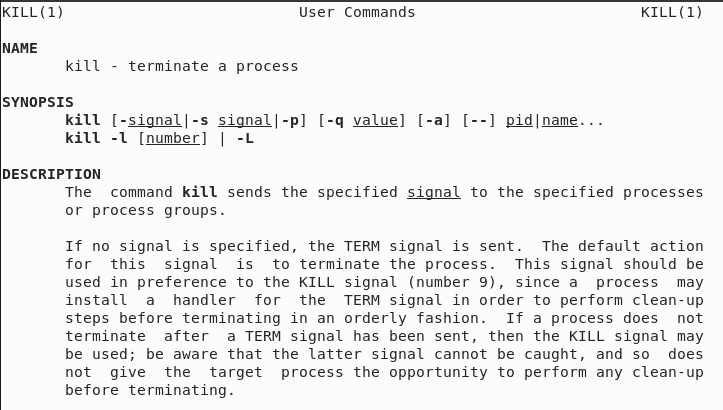 KILL(1) User Commands KILL(1)
NAME
kill - terminate a process
SYNOPSIS
kill [-signal|-s signal|-p] [-q value] [-a] [--] pid|name...
kill -l [number] | -L
DESCRIPTION
The command kill sends the specified signal to the specified processes
or process groups.
If no signal is specified, the TERM signal is sent. The default action
for this signal is to terminate the process. This signal should be
used in preference to the KILL signal (number 9), since a process may
install a handler for the TERM signal in order to perform clean-up
steps before terminating in an orderly fashion. If a process does not
terminate after a TERM signal has been sent, then the KILL signal may
be used; be aware that the latter signal cannot be caught, and so does
not give the target process the opportunity to perform any clean-up
before terminating.